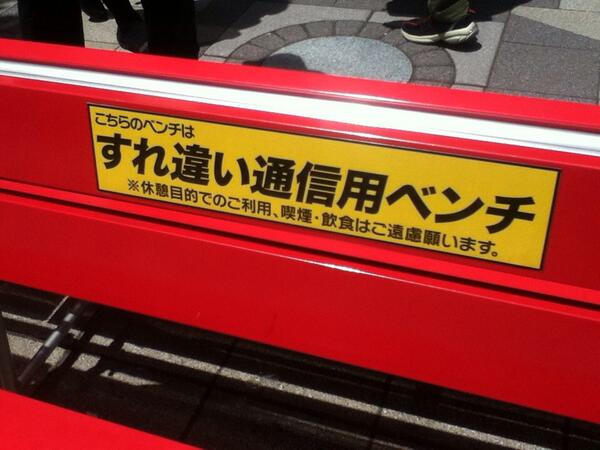 こちらのベンチは
すれ違い通信用ベンチ
※休憩目的でのご利用、喫煙・飲食はご遠慮願います。